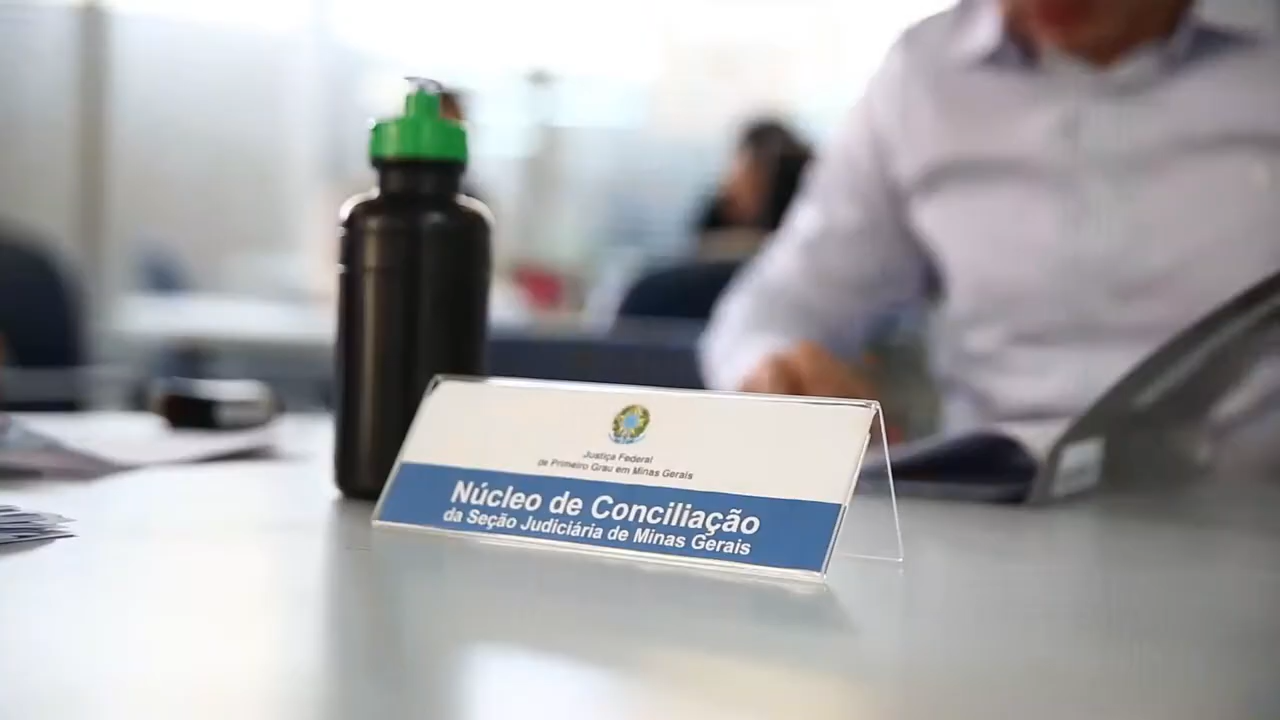 Justiça Federal
de Primeiro Grau em Minas Gerais
Núcleo de Conciliação
da Seção Judiciária de Minas Gerais